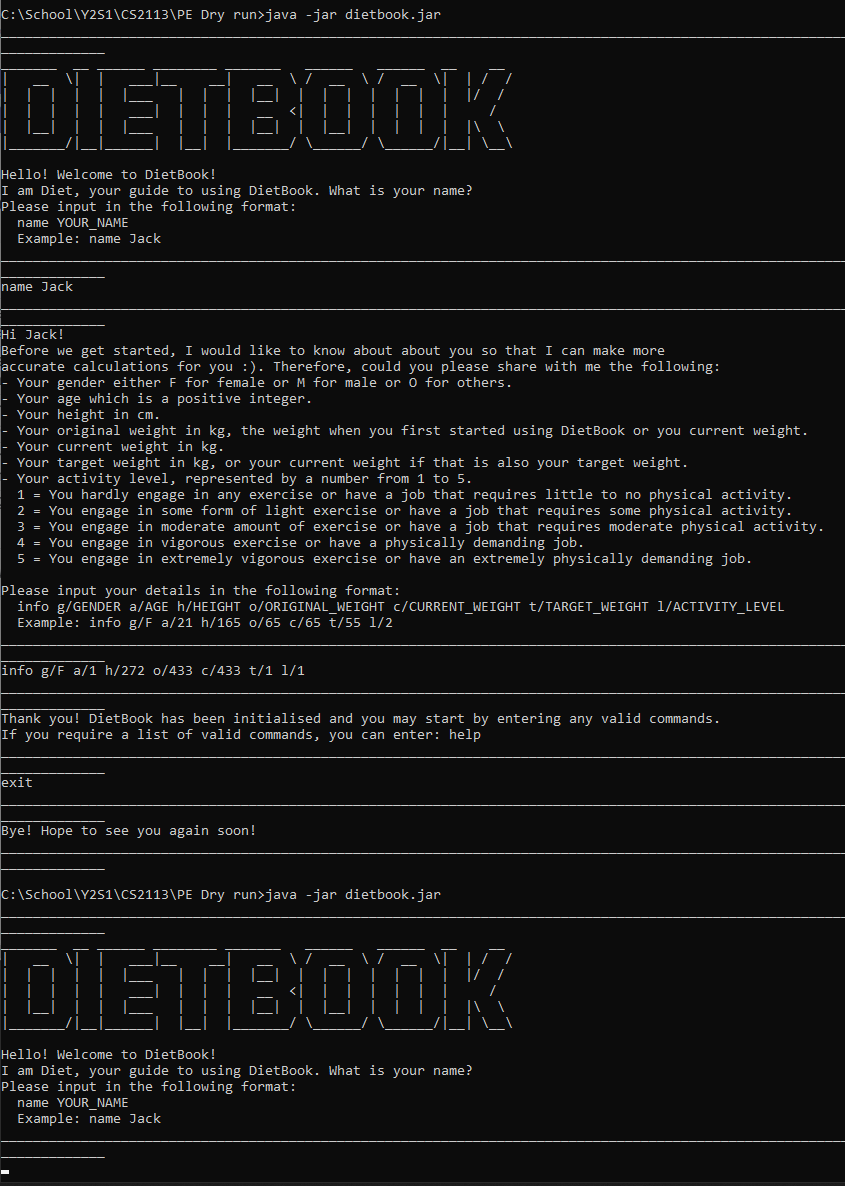 C:\School\Y2S1\CS2113\PE Dry run>java -jar dietbook.jar
DIETBOOK
Hello! Welcome to DietBook!
I am Diet, your guide to using DietBook. What is your name?
Please input in the following format:
  name YOUR_NAME
  Example: name Jack
name Jack
Hi Jack!
Before we get started, I would like to know about about you so that I can make more
accurate calculations for you :). Therefore, could you please share with me the following:
- Your gender either F for female or M for male or O for others.
- Your age which is a positive integer.
- Your height in cm.
- Your original weight in kg, the weight when you first started using DietBook or you current weight.
- Your current weight in kg.
- Your target weight in kg, or your current weight if that is also your target weight.
- Your activity level, represented by a number from 1 to 5.
  1 = You hardly engage in any exercise or have a job that requires little to no physical activity.
  2 = You engage in some form of light exercise or have a job that requires some physical activity.
  3 = You engage in moderate amount of exercise or have a job that requires moderate physical activity.
  4 = You engage in vigorous exercise or have a physically demanding job.
  5 = You engage in extremely vigorous exercise or have an extremely physically demanding job.
Please input your details in the following format:
  info g/GENDER a/AGE h/HEIGHT o/ORIGINAL_WEIGHT c/CURRENT_WEIGHT t/TARGET_WEIGHT l/ACTIVITY_LEVEL
  Example: info g/F a/21 h/165 o/65 c/65 t/55 l/2
info g/F a/1 h/272 o/433 c/433 t/1 l/1
Thank you! DietBook has been initialised and you may start by entering any valid commands.
If you require a list of valid commands, you can enter: help
exit
Bye! Hope to see you again soon!
C:\School\Y2S1\CS2113\PE Dry run>java -jar dietbook.jar
DIETBOOK
Hello! Welcome to DietBook!
I am Diet, your guide to using DietBook. What is your name?
Please input in the following format:
  name YOUR_NAME
  Example: name Jack